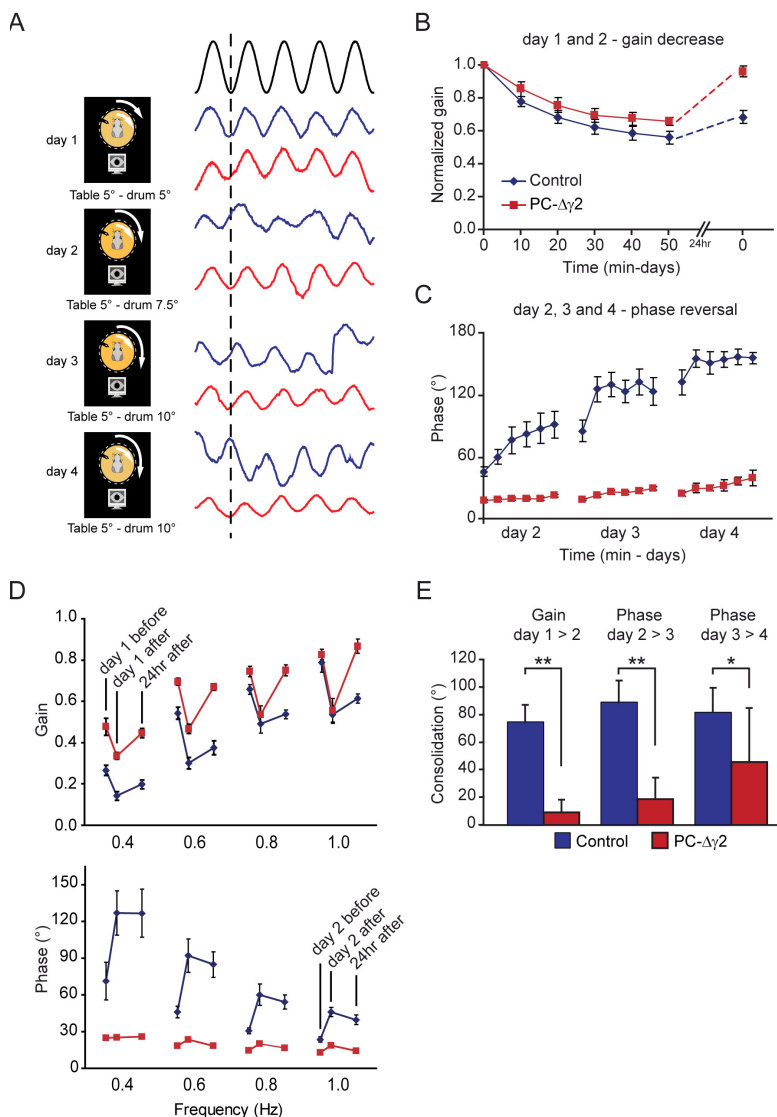 A
day 1
Table 5° - drum 5°
day 2
Table 5° - drum 7.5°
day 3
Table 5° - drum 10°
day 4
Table 5° - drum 10°
B
day 1 and 2 - gain decrease
Normalized gain
1.0
0.8
0.6
0.4
0.2
0.0
Control
PC-Δγ2
0 10 20 30 40 50 24hr 0
Time (min-days)
C
day 2, 3 and 4 - phase reversal
Phase (°)
180
120
60
0
day 2 day 3 day 4
Time (min - days)
D
day 1 before
day 1 after
24hr after
Gain
1.0
0.8
0.6
0.4
0.2
0.0
0.4 0.6 0.8 1.0
Phase (°)
150
120
90
60
30
0
day 2 before
day 2 after
24hr after
0.4 0.6 0.8 1.0
Frequency (Hz)
E
Gain Phase Phase
day 1 > 2 day 2 > 3 day 3 > 4
** ** *
Consolidation (°)
120
100
80
60
40
20
0
Control PC-Δγ2